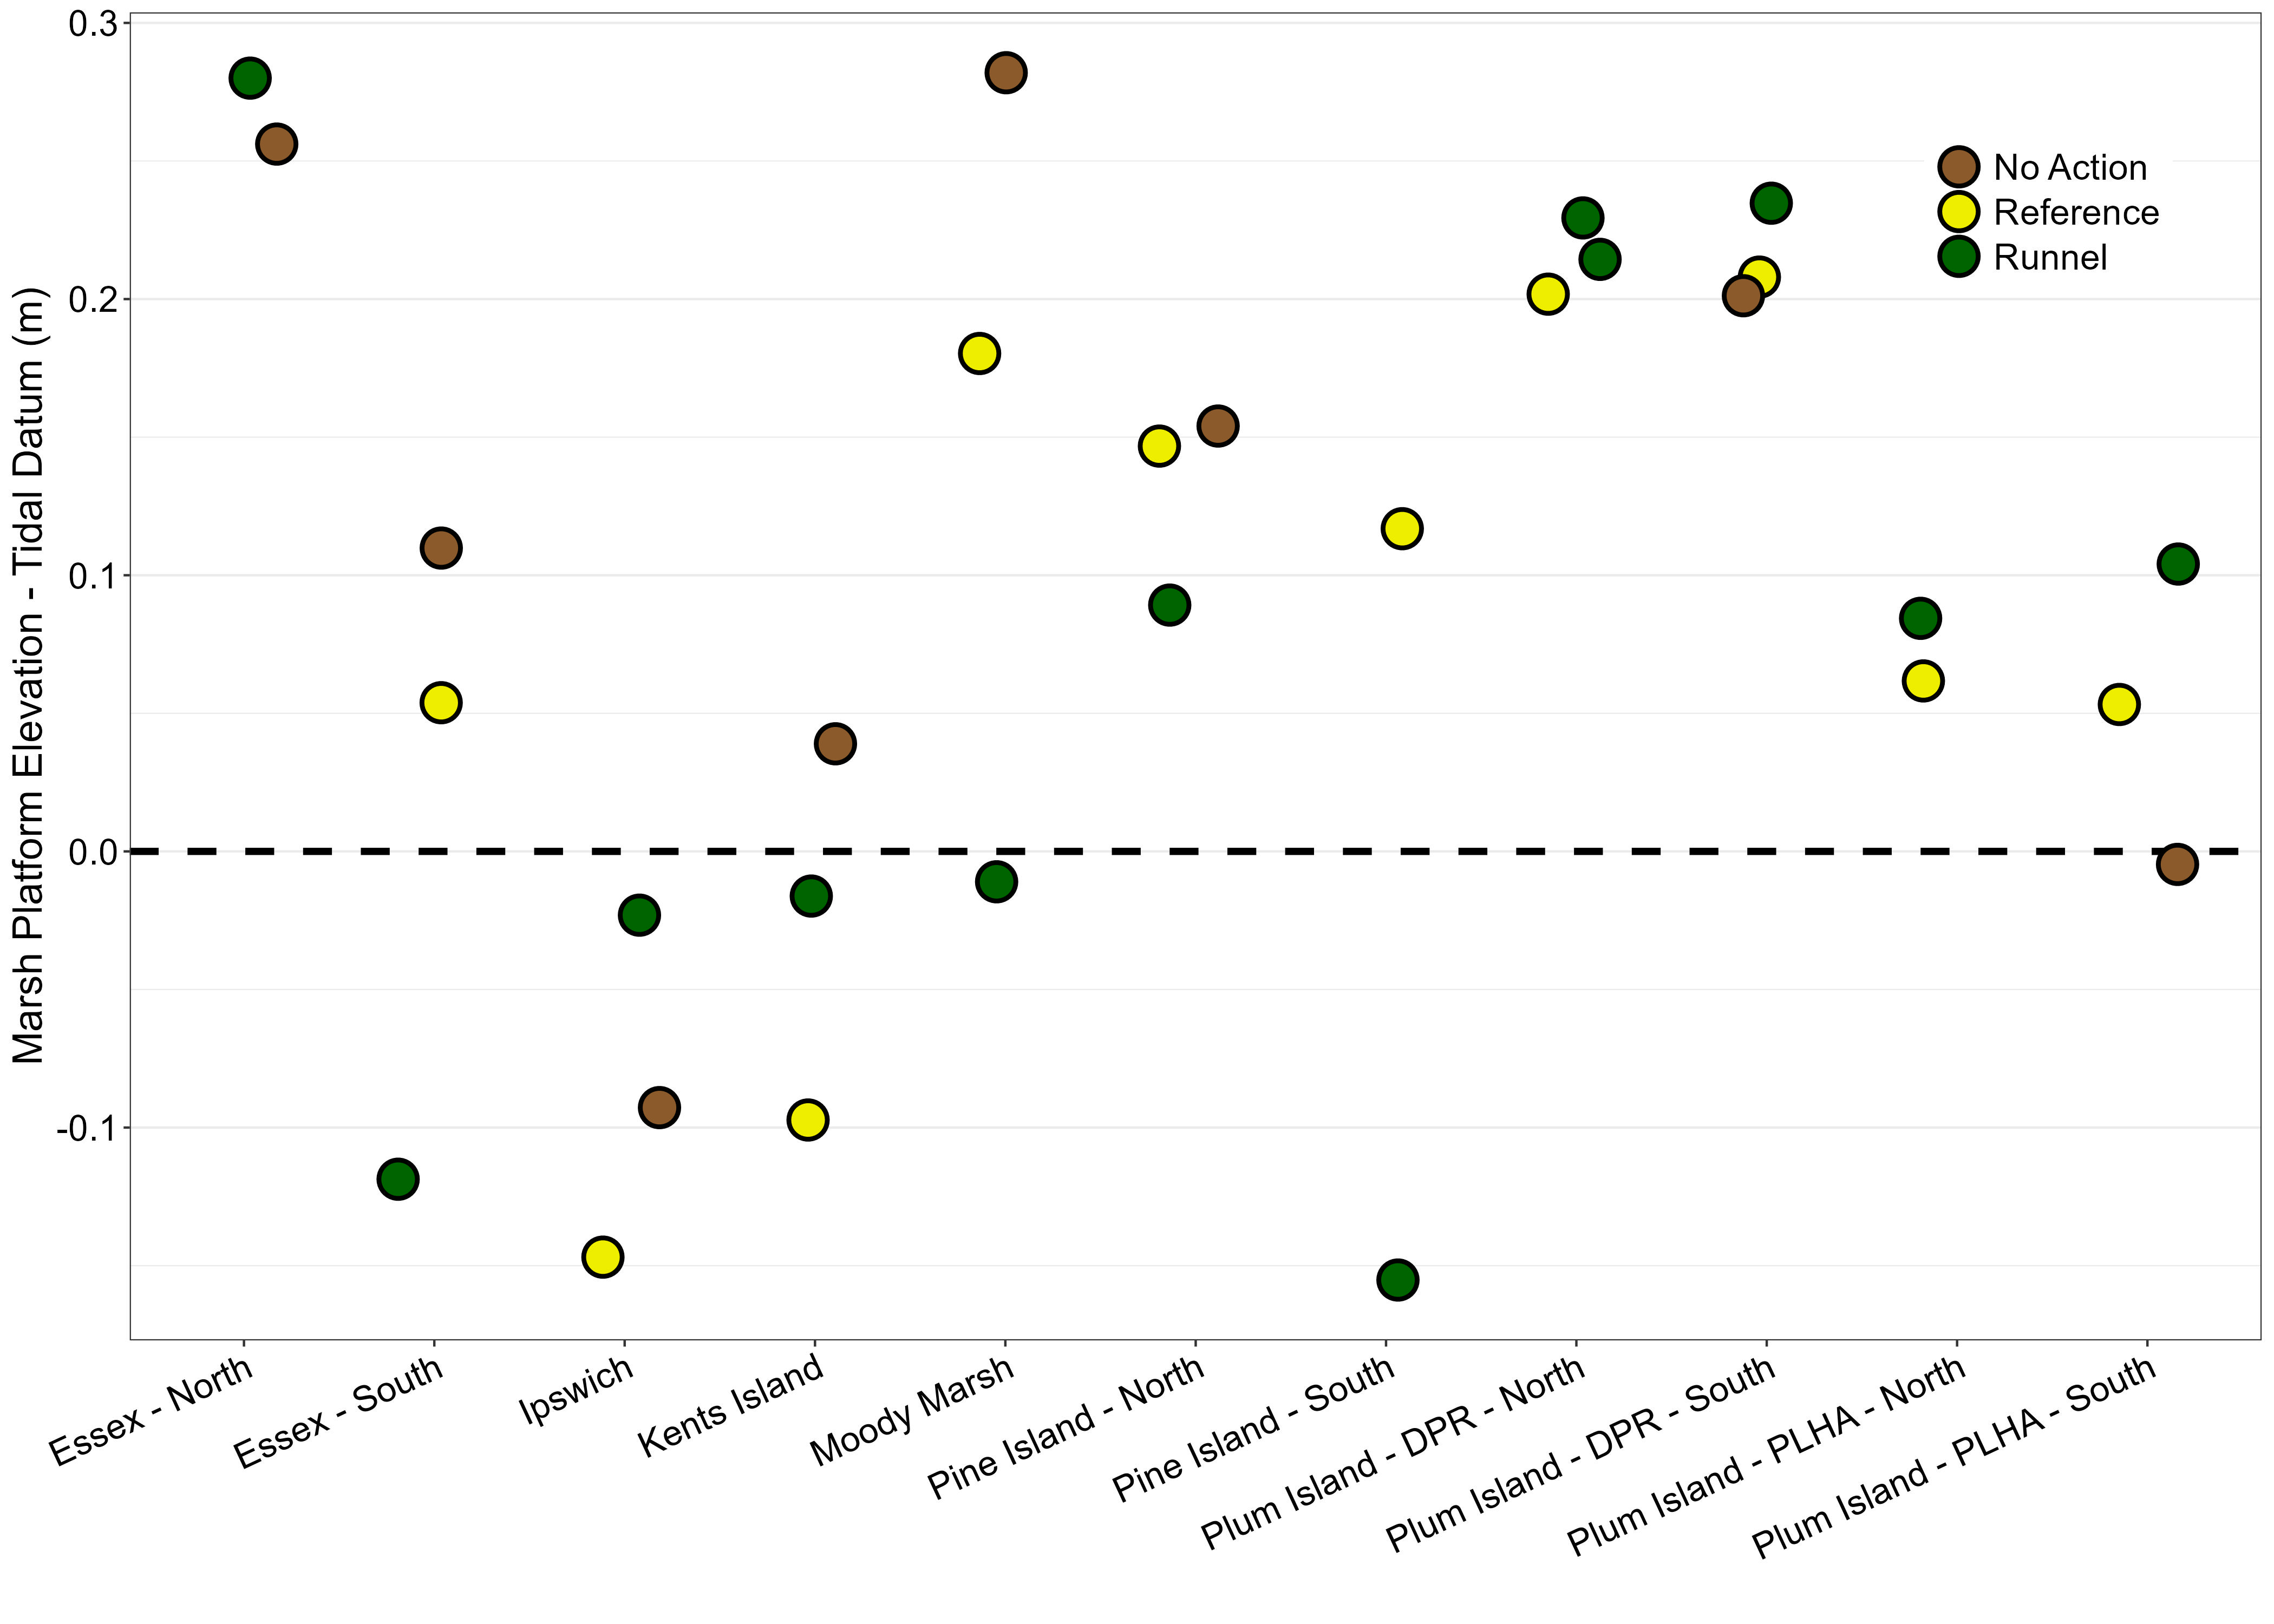 Marsh Platform Elevation - Tidal Datum (m)
0.3
0.2
0.1
0.0
-0.1
No Action
Reference
Runnel
Essex - North
Essex - South
Ipswich
Kents Island
Moody Marsh
Pine Island - North
Pine Island - South
Plum Island - DPR - North
Plum Island - DPR - South
Plum Island - PLHA - North
Plum Island - PLHA - South